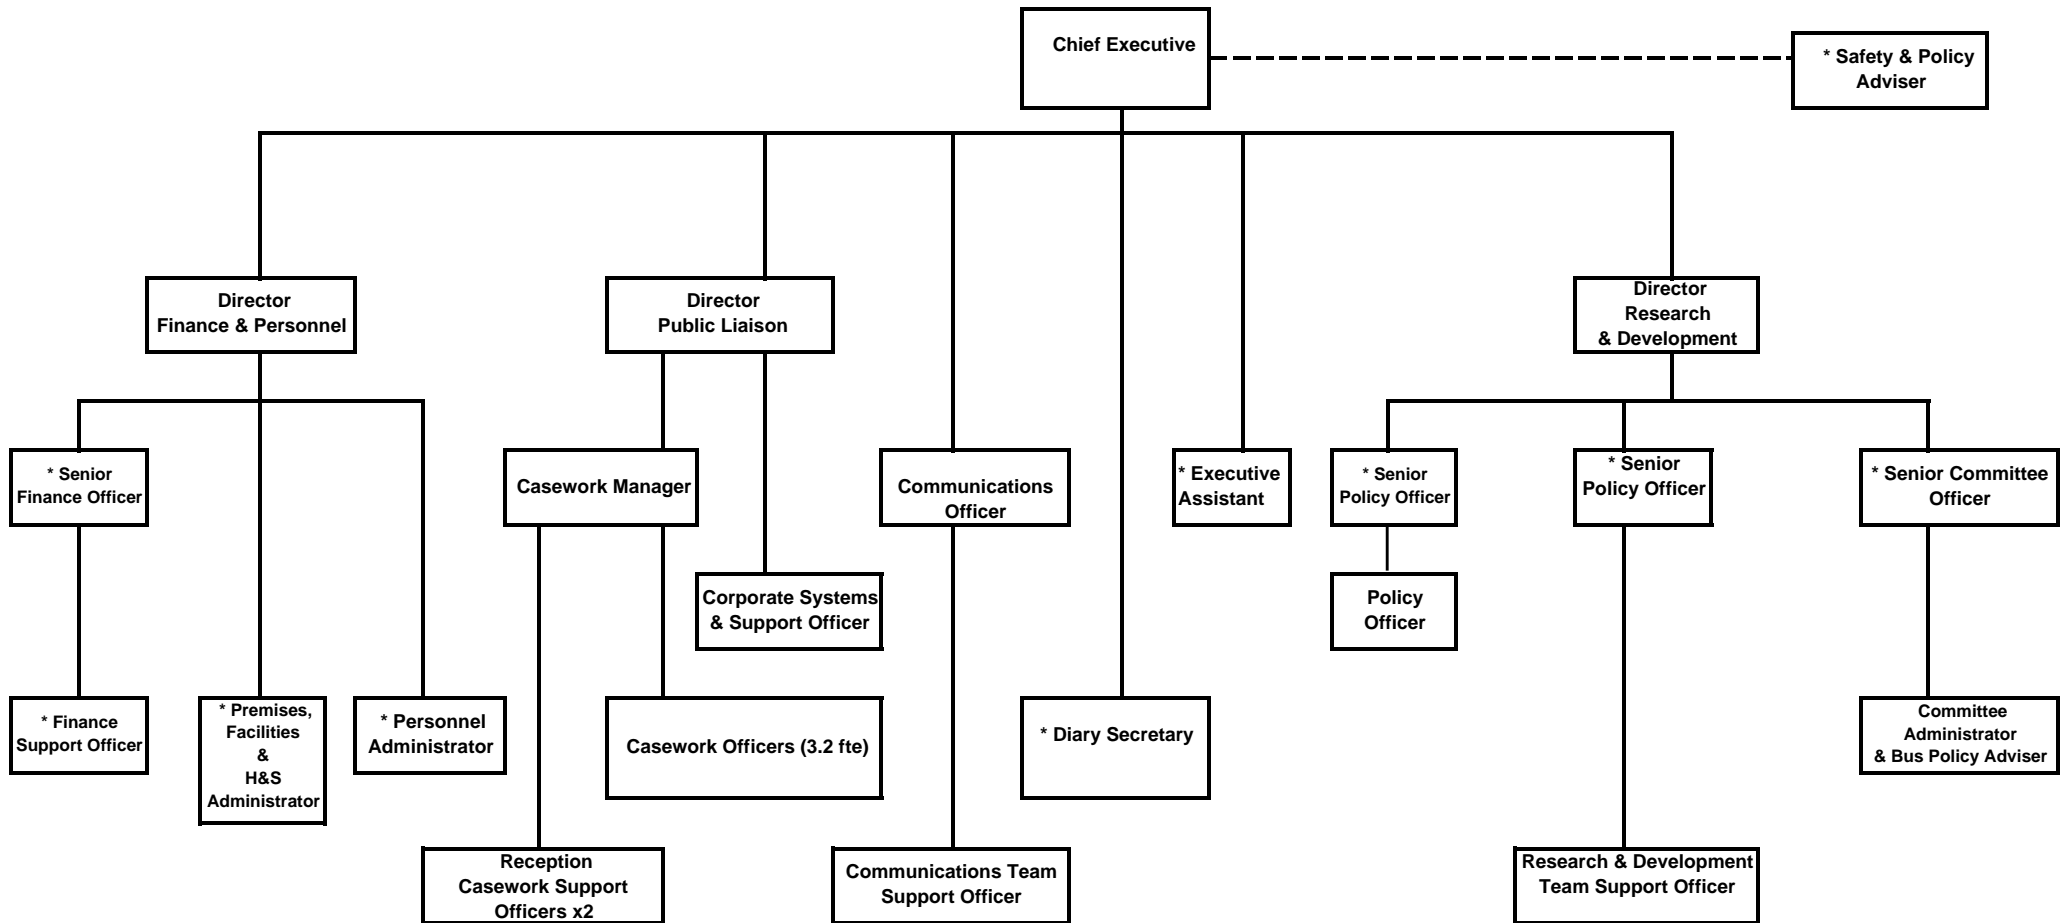 Chief Executive
* Safety & Policy
Adviser
Director
Finance & Personnel
Director
Public Liaison
Director
Research
& Development
* Senior
Finance Officer
Casework Manager
Communications
Officer
* Executive
Assistant
* Senior
Policy Officer
* Senior
Policy Officer
* Senior Committee
Officer
Corporate Systems
& Support Officer
Policy
Officer
* Finance
Support Officer
* Premises,
Facilities
&
H&S
Administrator
* Personnel
Administrator
Casework Officers (3.2 fte)
* Diary Secretary
Committee
Administrator
& Bus Policy Adviser
Reception
Casework Support
Officers x2
Communications Team
Support Officer
Research & Development
Team Support Officer